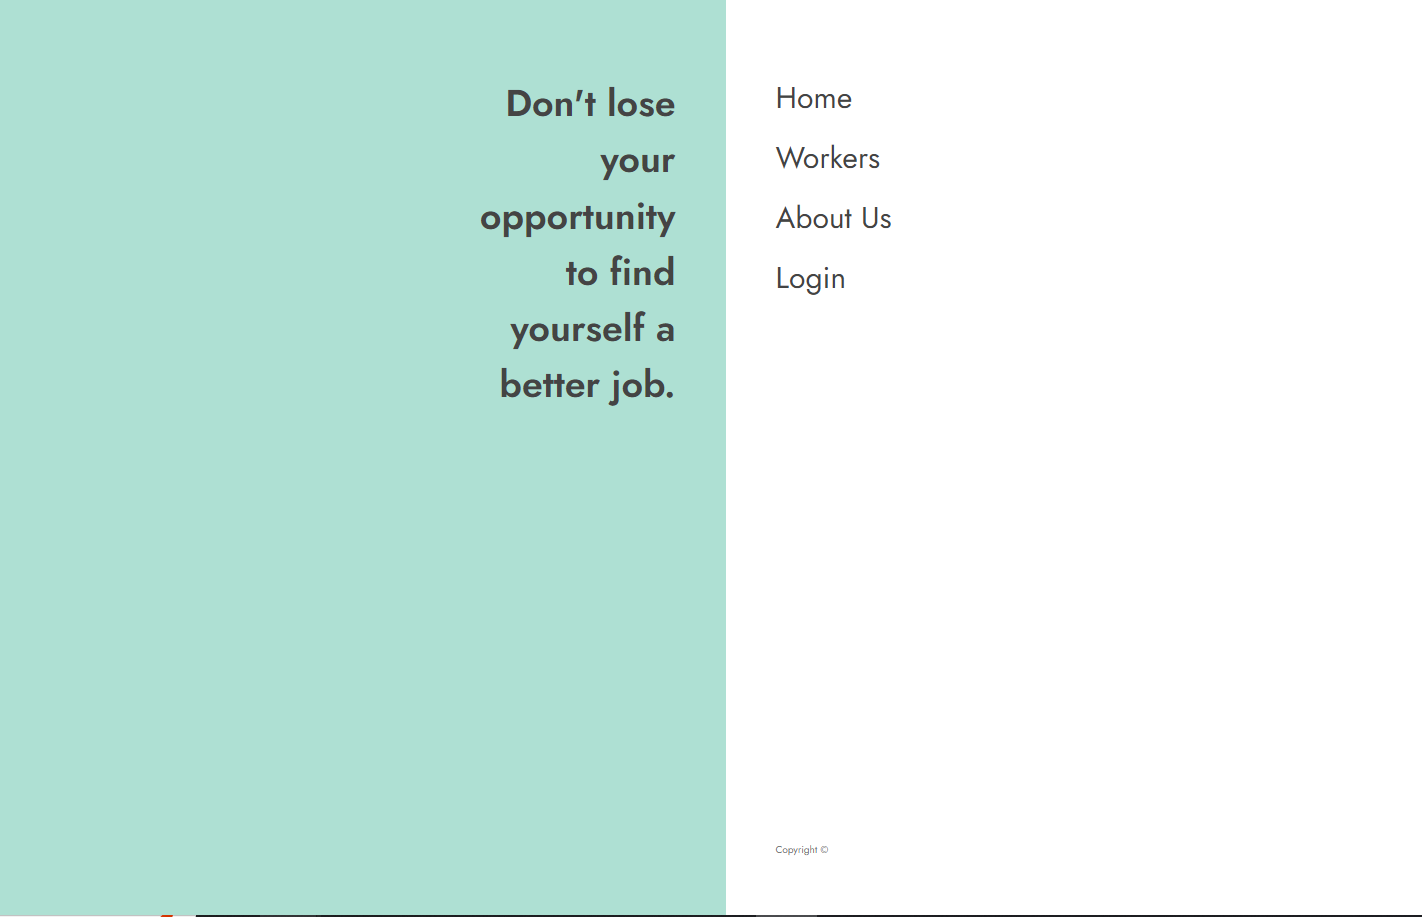 Don't lose
your
opportunity
to find
yourself a
better job.
Home
Workers
About Us
Login
Copyright ©